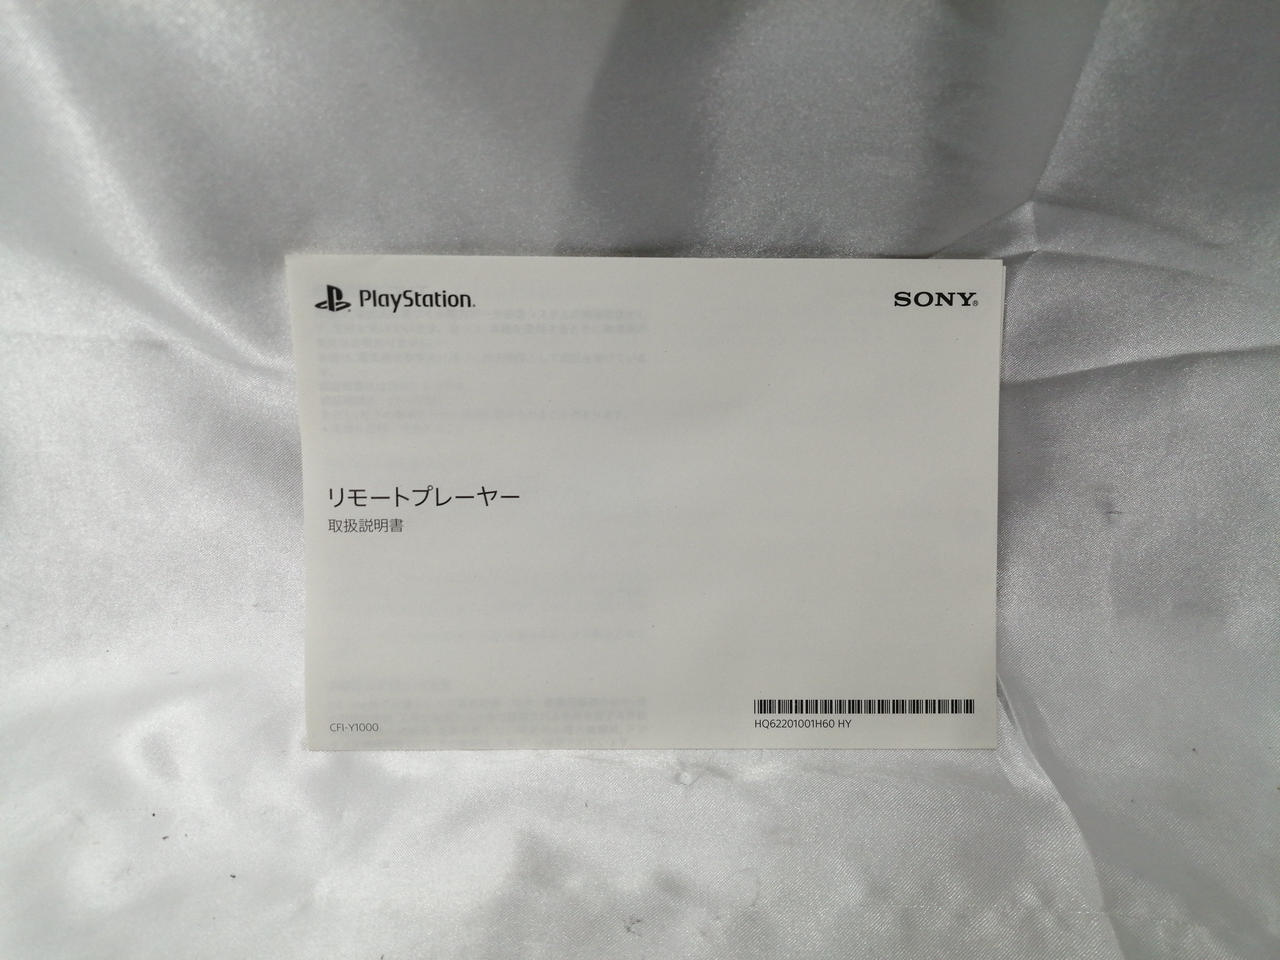 PlayStation®
SONY®
リモートプレーヤー
取扱説明書
CFI-Y1000
HQ62201001H60 HY